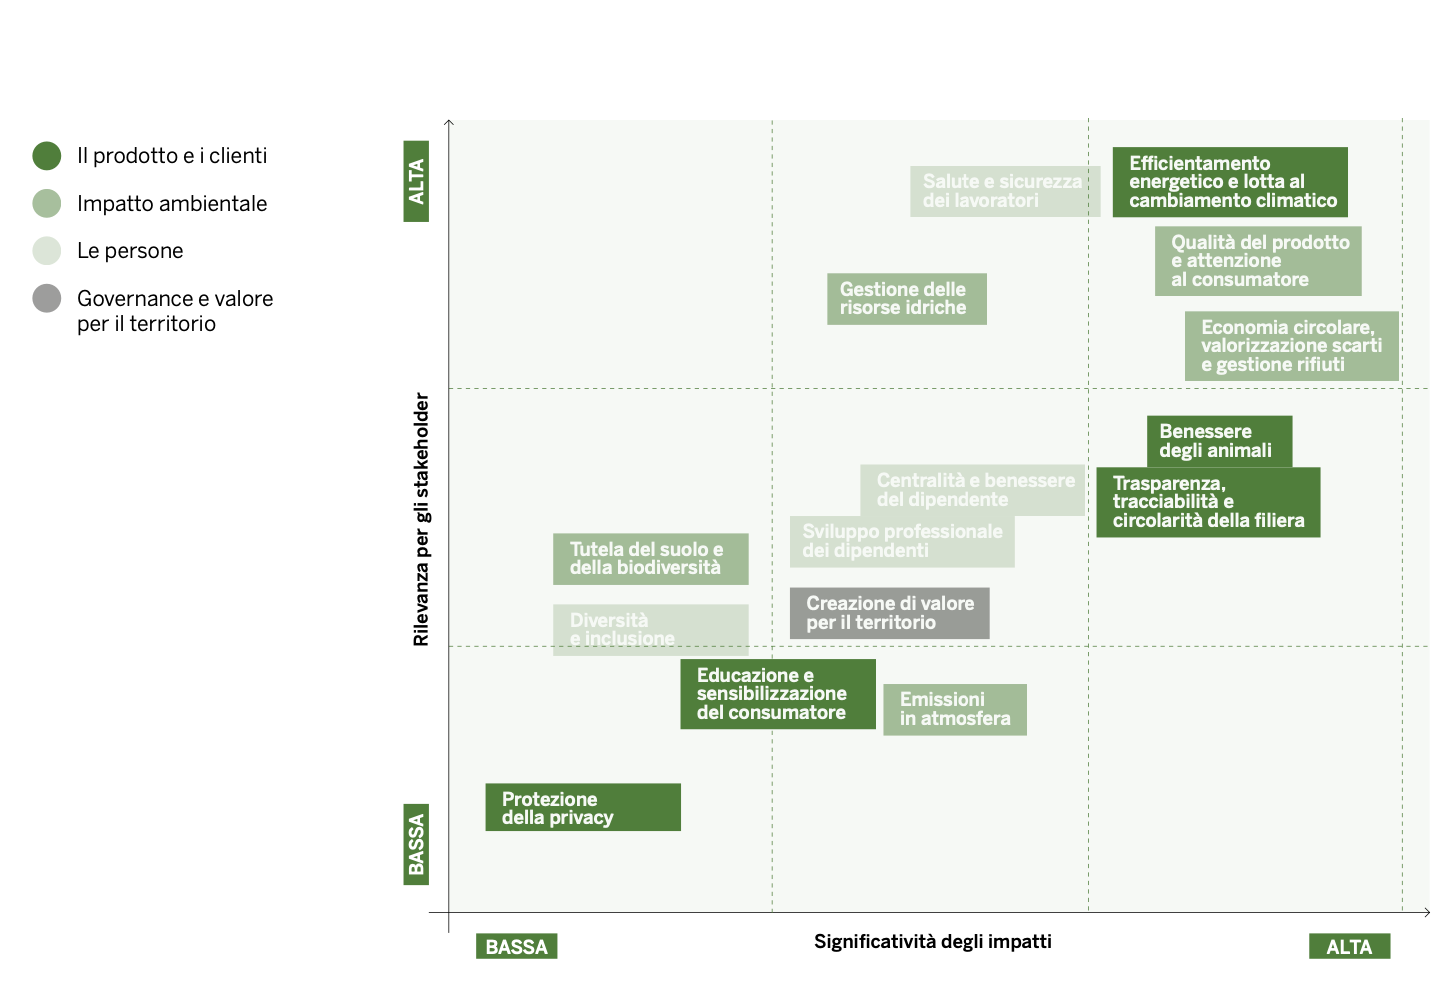 Il prodotto e i clienti
Impatto ambientale
Le persone
Governance e valore
per il territorio
ALTA
Rilevanza per gli stakeholder
BASSA
Salute e sicurezza
dei lavoratori
Efficientamento
energetico e lotta al
cambiamento climatico
Qualità del prodotto
e attenzione
al consumatore
Gestione delle
risorse idriche
Economia circolare,
valorizzazione scarti
e gestione rifiuti
Benessere
degli animali
Centralità e benessere
del dipendente
Trasparenza,
tracciabilità e
circolarità della filiera
Sviluppo professionale
dei dipendenti
Tutela del suolo e
della biodiversità
Creazione di valore
per il territorio
Diversità
e inclusione
Educazione e
sensibilizzazione
del consumatore
Emissioni
in atmosfera
Protezione
della privacy
BASSA
Significatività degli impatti
ALTA